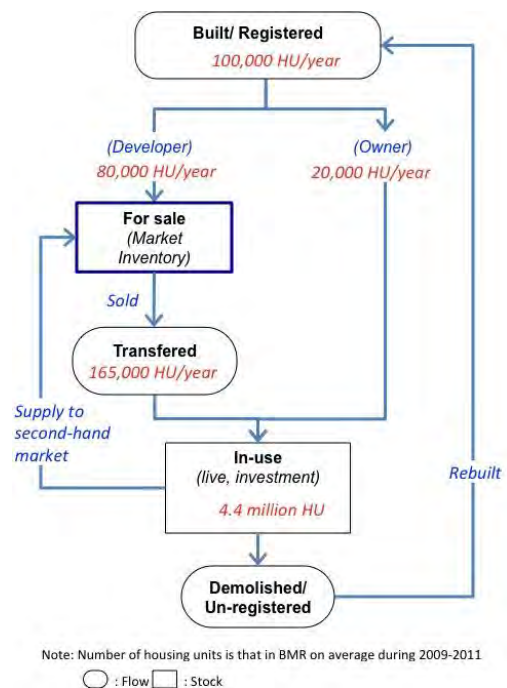 Built/ Registered
100,000 HU/year
(Developer)
80,000 HU/year
(Owner)
20,000 HU/year
For sale
(Market
Inventory)
Sold
Transfered
165,000 HU/year
Supply to
second-hand
market
In-use
(live, investment)
4.4 million HU
Rebuilt
Demolished/
Un-registered
Note: Number of housing units is that in BMR on average during 2009-2011
: Flow : Stock